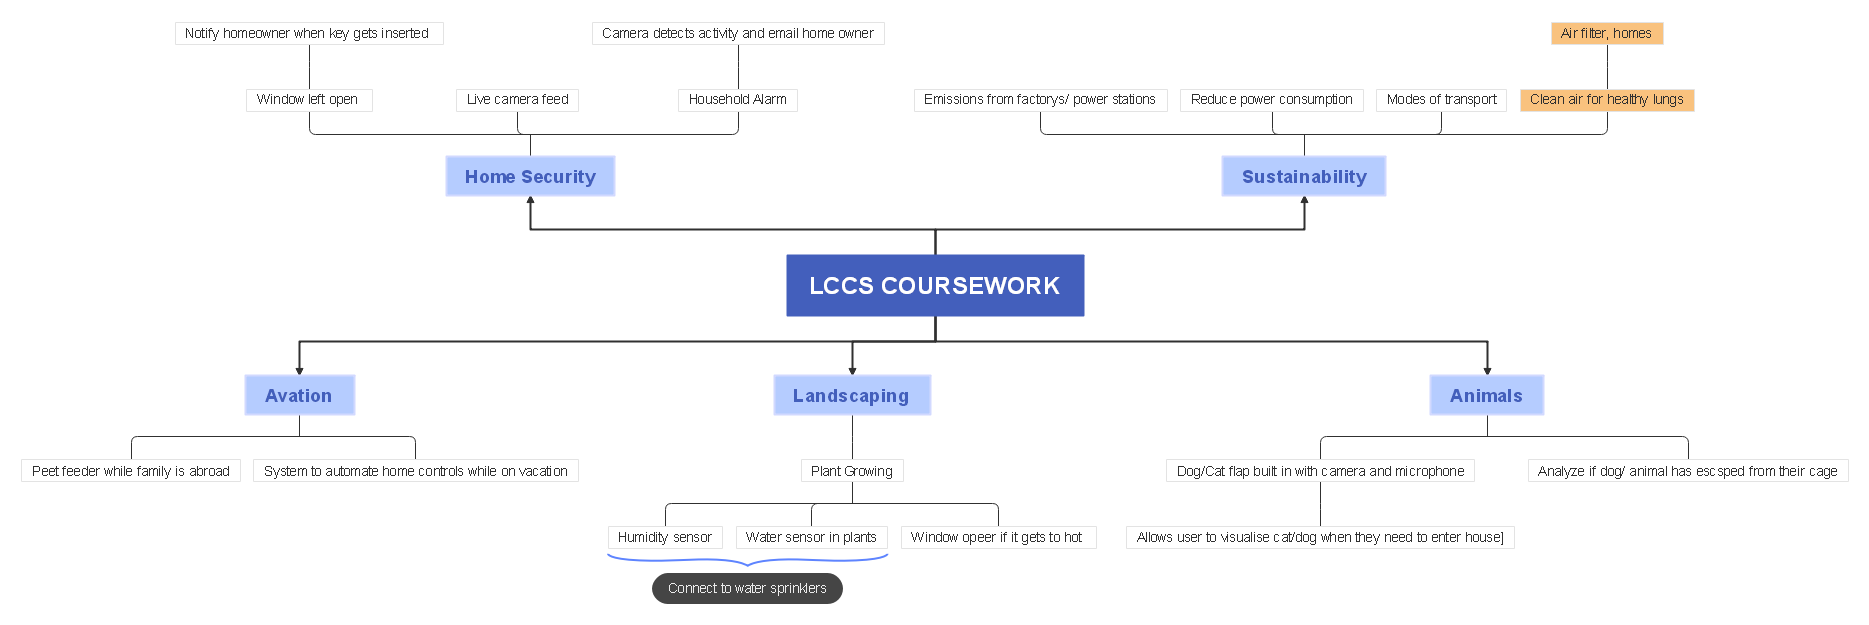 Notify homeowner when key gets inserted
Camera detects activity and email home owner
Air filter, homes
Window left open
Live camera feed
Household Alarm
Emissions from factorys/ power stations
Reduce power consumption
Modes of transport
Clean air for healthy lungs
Home Security
Sustainability
LCCS COURSEWORK
Avation
Landscaping
Animals
Peet feeder while family is abroad
System to automate home controls while on vacation
Plant Growing
Dog/Cat flap built in with camera and microphone
Analyze if dog/ animal has escsped from their cage
Humidity sensor
Water sensor in plants
Window opeer if it gets to hot
Allows user to visualise cat/dog when they need to enter house]
Connect to water sprinklers